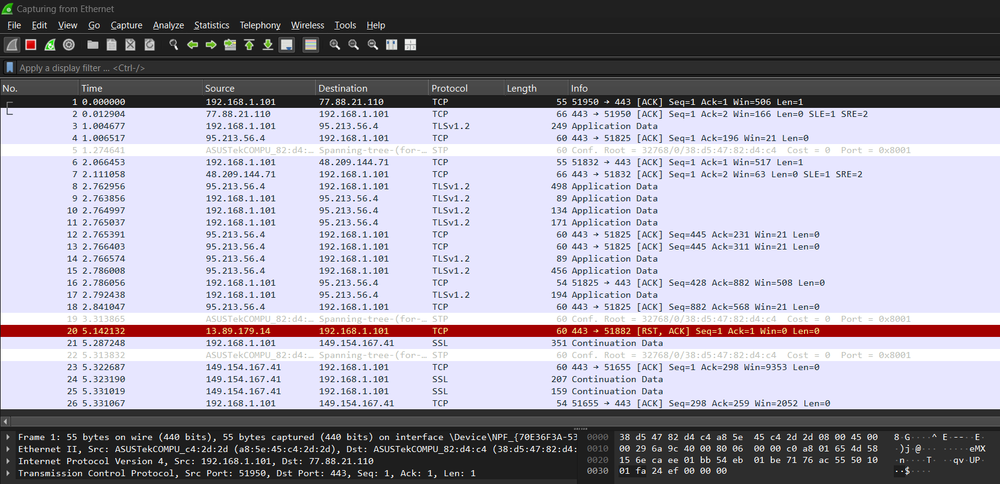 Capturing from Ethernet
File Edit View Go Capture Analyze Statistics Telephony Wireless Tools Help
Apply a display filter ... <Ctrl-/>
No. Time Source Destination Protocol Length Info
1 0.000000 192.168.1.101 77.88.21.110 TCP 55 51950 → 443 [ACK] Seq=1 Ack=1 Win=506 Len=1
2 0.012904 77.88.21.110 192.168.1.101 TCP 66 443 → 51950 [ACK] Seq=1 Ack=2 Win=166 Len=0 SLE=1 SRE=2
3 1.004677 192.168.1.101 95.213.56.4 TLSv1.2 249 Application Data
4 1.006517 95.213.56.4 192.168.1.101 TCP 60 443 → 51825 [ACK] Seq=1 Ack=196 Win=21 Len=0
5 1.274641 ASUSTekCOMPU_82:d4:… Spanning-tree-(for-… STP 60 Conf. Root = 32768/0/38:d5:47:82:d4:c4 Cost = 0 Port = 0x8001
6 2.066453 192.168.1.101 48.209.144.71 TCP 55 51832 → 443 [ACK] Seq=1 Ack=1 Win=517 Len=1
7 2.111058 48.209.144.71 192.168.1.101 TCP 66 443 → 51832 [ACK] Seq=1 Ack=2 Win=63 Len=0 SLE=1 SRE=2
8 2.762956 95.213.56.4 192.168.1.101 TLSv1.2 498 Application Data
9 2.763856 192.168.1.101 95.213.56.4 TLSv1.2 89 Application Data
10 2.764997 192.168.1.101 95.213.56.4 TLSv1.2 134 Application Data
11 2.765037 192.168.1.101 95.213.56.4 TLSv1.2 171 Application Data
12 2.765391 95.213.56.4 192.168.1.101 TCP 60 443 → 51825 [ACK] Seq=445 Ack=231 Win=21 Len=0
13 2.766403 95.213.56.4 192.168.1.101 TCP 60 443 → 51825 [ACK] Seq=445 Ack=311 Win=21 Len=0
14 2.766574 95.213.56.4 192.168.1.101 TLSv1.2 89 Application Data
15 2.786008 95.213.56.4 192.168.1.101 TLSv1.2 456 Application Data
16 2.786056 192.168.1.101 95.213.56.4 TCP 54 51825 → 443 [ACK] Seq=428 Ack=882 Win=508 Len=0
17 2.792438 192.168.1.101 95.213.56.4 TLSv1.2 194 Application Data
18 2.841047 95.213.56.4 192.168.1.101 TCP 60 443 → 51825 [ACK] Seq=882 Ack=568 Win=21 Len=0
19 3.313865 ASUSTekCOMPU_82:d4:… Spanning-tree-(for-… STP 60 Conf. Root = 32768/0/38:d5:47:82:d4:c4 Cost = 0 Port = 0x8001
20 5.142132 13.89.179.14 192.168.1.101 TCP 60 443 → 51882 [RST, ACK] Seq=1 Ack=1 Win=0 Len=0
21 5.287248 192.168.1.101 149.154.167.41 SSL 351 Continuation Data
22 5.313832 ASUSTekCOMPU_82:d4:… Spanning-tree-(for-… STP 60 Conf. Root = 32768/0/38:d5:47:82:d4:c4 Cost = 0 Port = 0x8001
23 5.322687 149.154.167.41 192.168.1.101 TCP 60 443 → 51655 [ACK] Seq=1 Ack=298 Win=9353 Len=0
24 5.323190 149.154.167.41 192.168.1.101 SSL 207 Continuation Data
25 5.331019 149.154.167.41 192.168.1.101 SSL 159 Continuation Data
26 5.331067 192.168.1.101 149.154.167.41 TCP 54 51655 → 443 [ACK] Seq=298 Ack=259 Win=2052 Len=0
Frame 1: 55 bytes on wire (440 bits), 55 bytes captured (440 bits) on interface \Device\NPF_{70E36F3A-53
Ethernet II, Src: ASUSTekCOMPU_c4:2d:2d (a8:5e:45:c4:2d:2d), Dst: ASUSTekCOMPU_82:d4:c4 (38:d5:47:82:d4:
Internet Protocol Version 4, Src: 192.168.1.101, Dst: 77.88.21.110
Transmission Control Protocol, Src Port: 51950, Dst Port: 443, Seq: 1, Ack: 1, Len: 1
0000 38 d5 47 82 d4 c4 a8 5e 45 c4 2d 2d 08 00 45 00 8·G····^ E·--··E·
0010 00 29 6a 9c 40 00 80 06 00 00 c0 a8 01 65 4d 58 ·)j·@··· ·····eMX
0020 15 6e ca ee 01 bb 54 eb 01 be 71 76 ac 55 50 10 ·n····T· ··qv·UP·
0030 01 fa 24 ef 00 00 00 ··$····